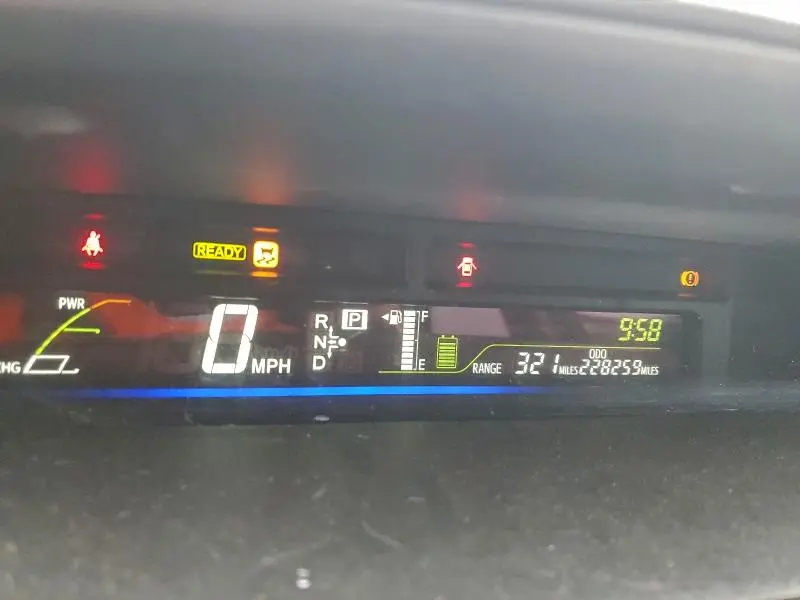 READY
PWR
CHG
0 MPH
R
N
D
P
F
E
9:58
RANGE 321 MILES
ODO
228259 MILES